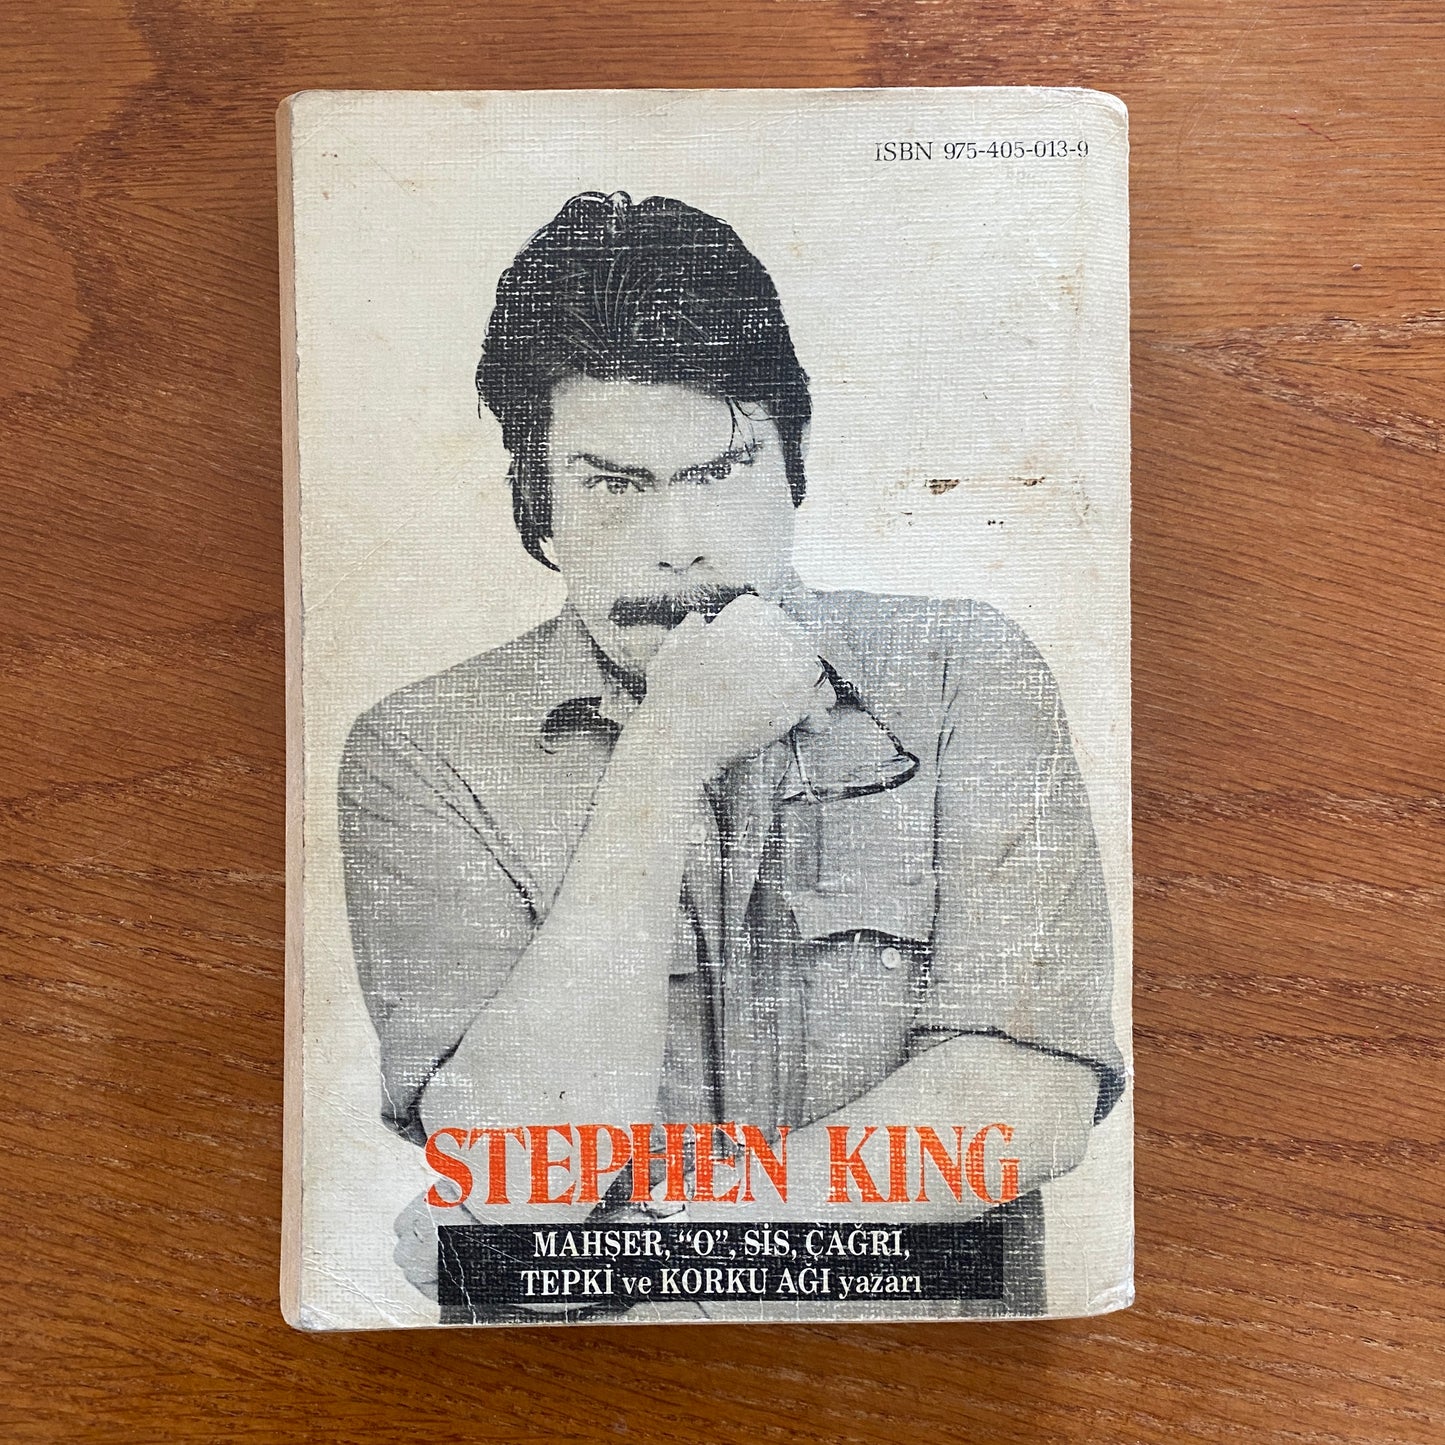 ISBN 975-405-013-9
STEPHEN KING
MAHŞER, “O”, SİS, ÇAĞRI,
TEPKİ ve KORKU AĞI yazarı